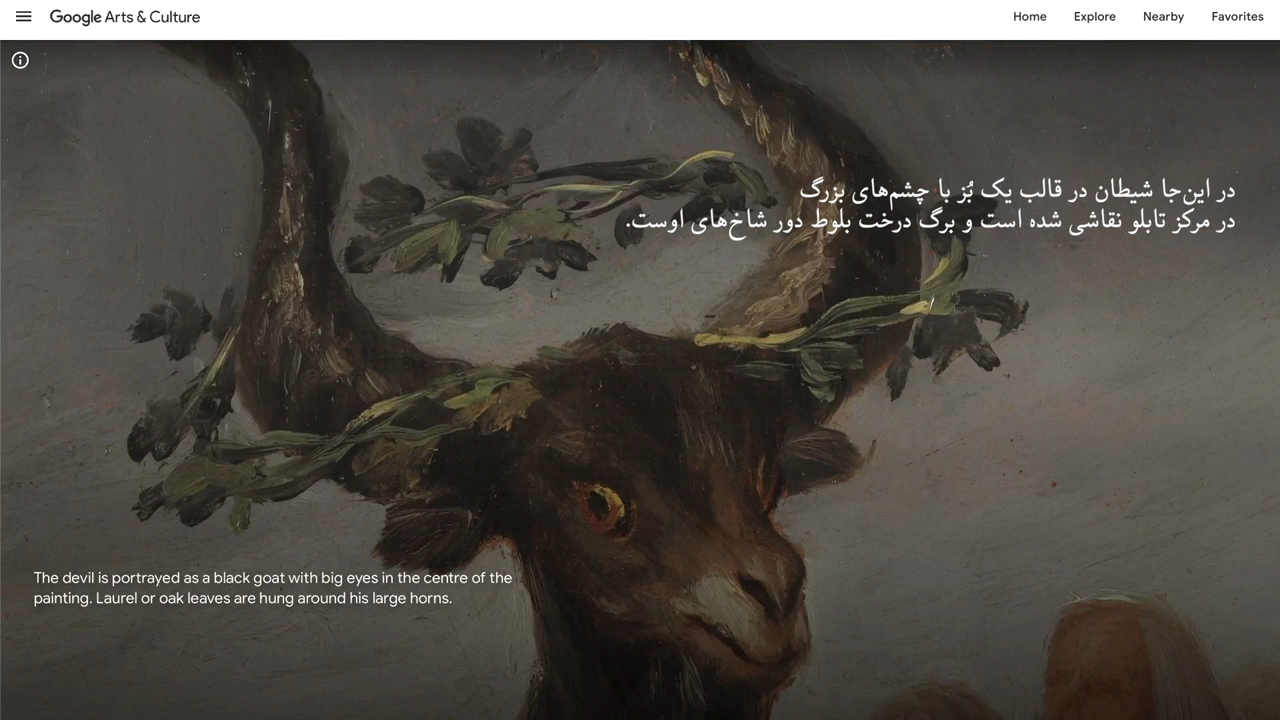 Google Arts & Culture
Home
Explore
Nearby
Favorites
در این‌جا شیطان در قالب یک بُز با چشم‌های بزرگ
در مرکز تابلو نقاشی شده است و برگ درخت بلوط دور شاخ‌های اوست.
The devil is portrayed as a black goat with big eyes in the centre of the
painting. Laurel or oak leaves are hung around his large horns.